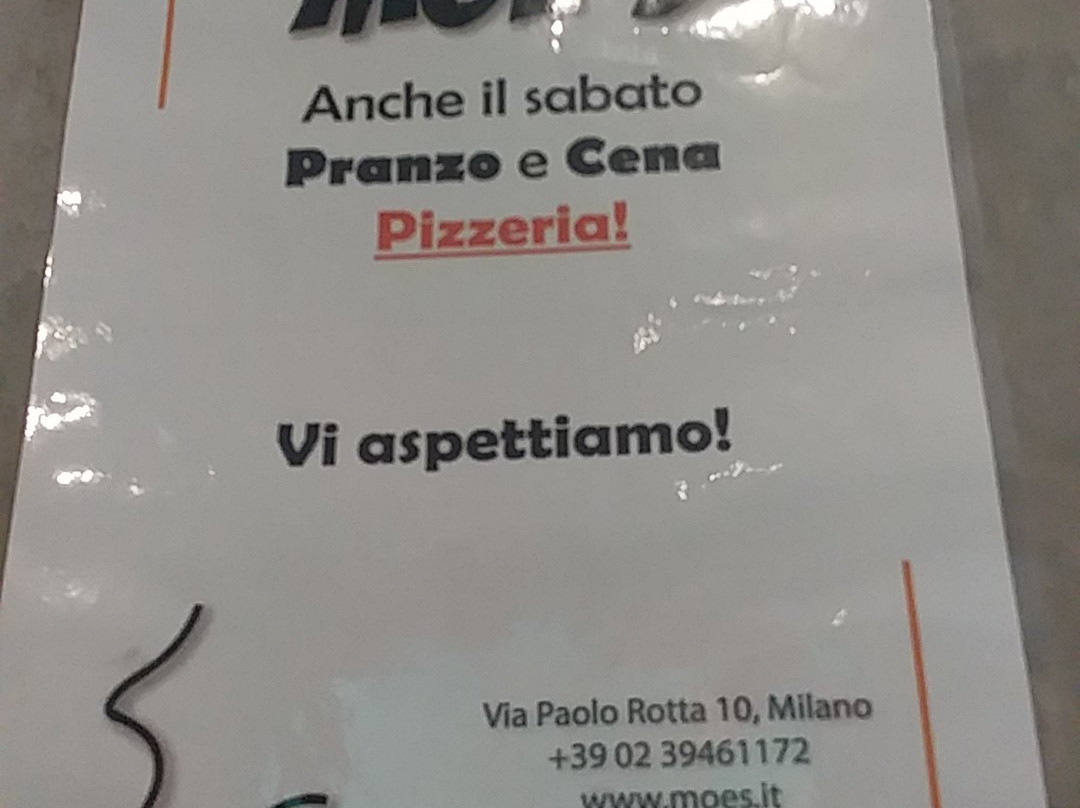 Anche il sabato
Pranzo e Cena
Pizzeria!
Vi aspettiamo!
Via Paolo Rotta 10, Milano
+39 02 39461172
www.moes.it